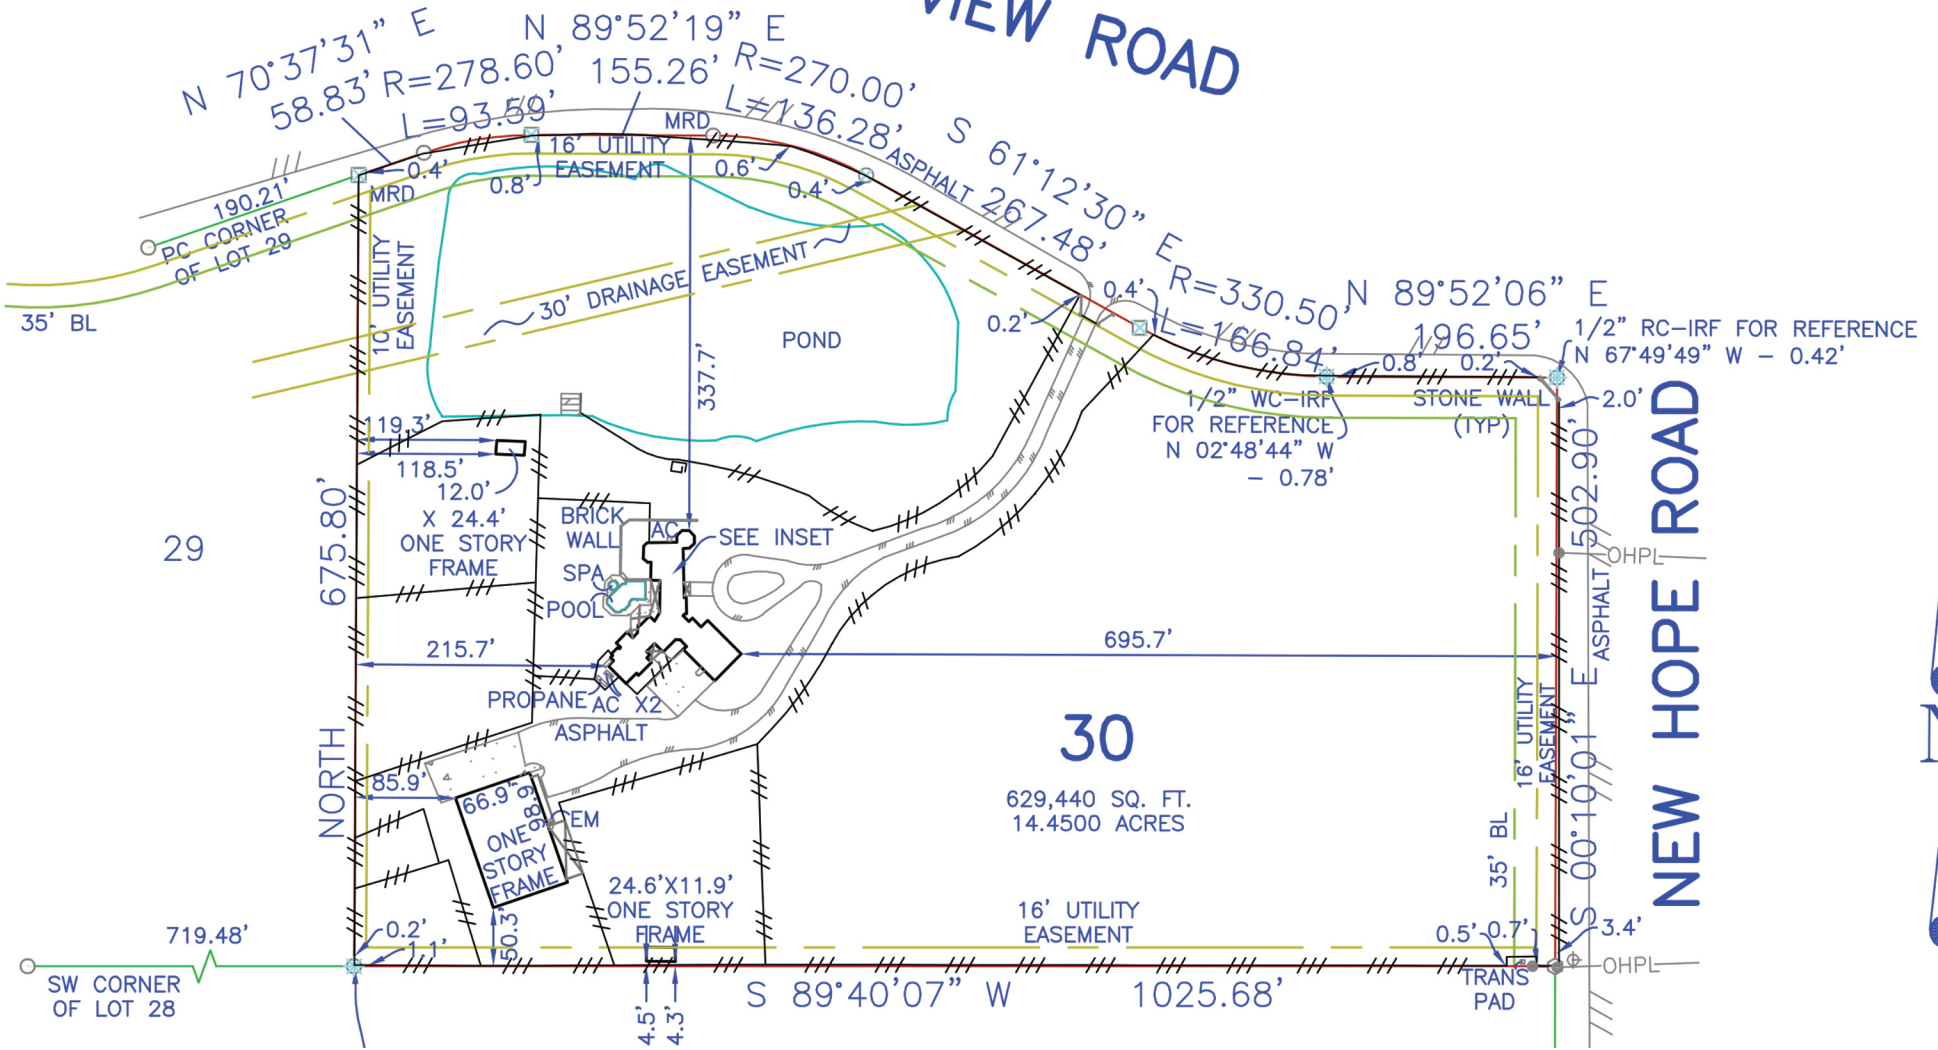 VIEW ROAD
N 70°37'31" E
58.83'
R=278.60'
L=93.59'
N 89°52'19" E
155.26'
R=270.00'
L=136.28'
MRD
16' UTILITY
EASEMENT
0.4'
0.8'
0.6'
0.4'
ASPHALT
S 61°12'30" E
267.48'
190.21'
PC CORNER
OF LOT 29
MRD
35' BL
10' UTILITY
EASEMENT
30' DRAINAGE EASEMENT
POND
337.7'
0.2'
0.4'
R=330.50'
L=166.84'
N 89°52'06" E
196.65'
0.8'
0.2'
1/2" RC-IRF FOR REFERENCE
N 67°49'49" W - 0.42'
1/2" WC-IRF
FOR REFERENCE
N 02°48'44" W
- 0.78'
STONE WALL
(TYP)
2.0'
119.3'
118.5'
12.0'
X 24.4'
ONE STORY
FRAME
BRICK
WALL
AC
SEE INSET
SPA
POOL
29
NORTH 675.80'
215.7'
PROPANE
AC X2
ASPHALT
695.7'
30
629,440 SQ. FT.
14.4500 ACRES
85.9'
66.9'
98.9'
EM
ONE
STORY
FRAME
50.3'
24.6'X11.9'
ONE STORY
FRAME
16' UTILITY
EASEMENT
16' UTILITY
EASEMENT
35' BL
S 00°10'01" E 502.90'
ASPHALT
NEW HOPE ROAD
OHPL
OHPL
0.5'
0.7'
3.4'
TRANS
PAD
719.48'
SW CORNER
OF LOT 28
0.2'
1.1'
4.5'
4.3'
S 89°40'07" W 1025.68'